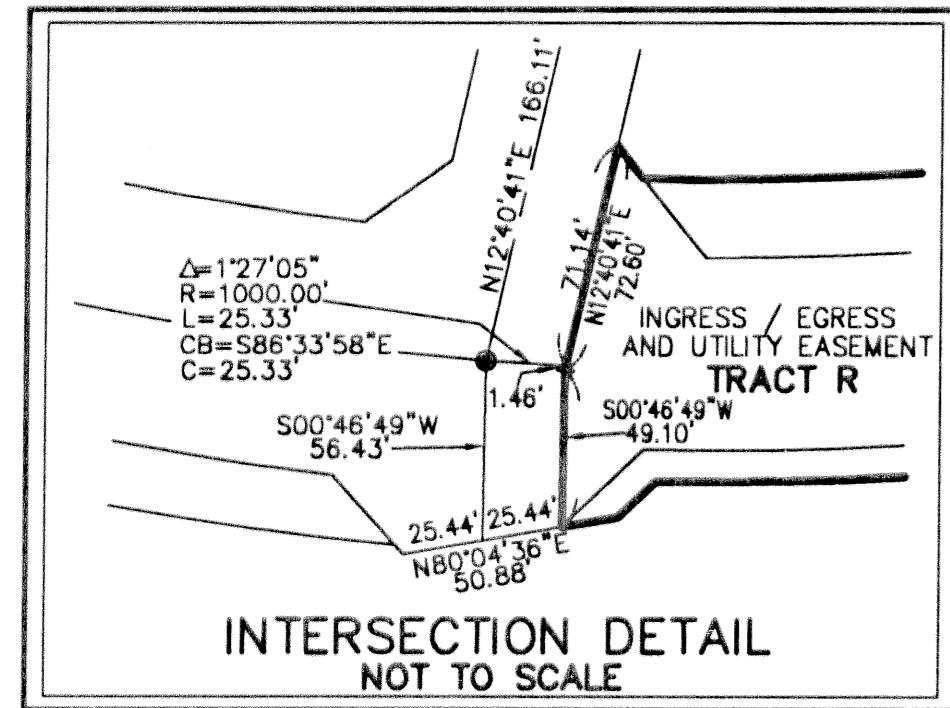 N12°40'41"E 166.11'
Δ=1°27'05"
R=1000.00'
L=25.33'
CB=S86°33'58"E
C=25.33'
71.14'
N12°40'41"E
72.60'
INGRESS / EGRESS
AND UTILITY EASEMENT
TRACT R
1.46'
S00°46'49"W
56.43'
S00°46'49"W
49.10'
25.44' 25.44'
N80°04'36"E
50.88'
INTERSECTION DETAIL
NOT TO SCALE